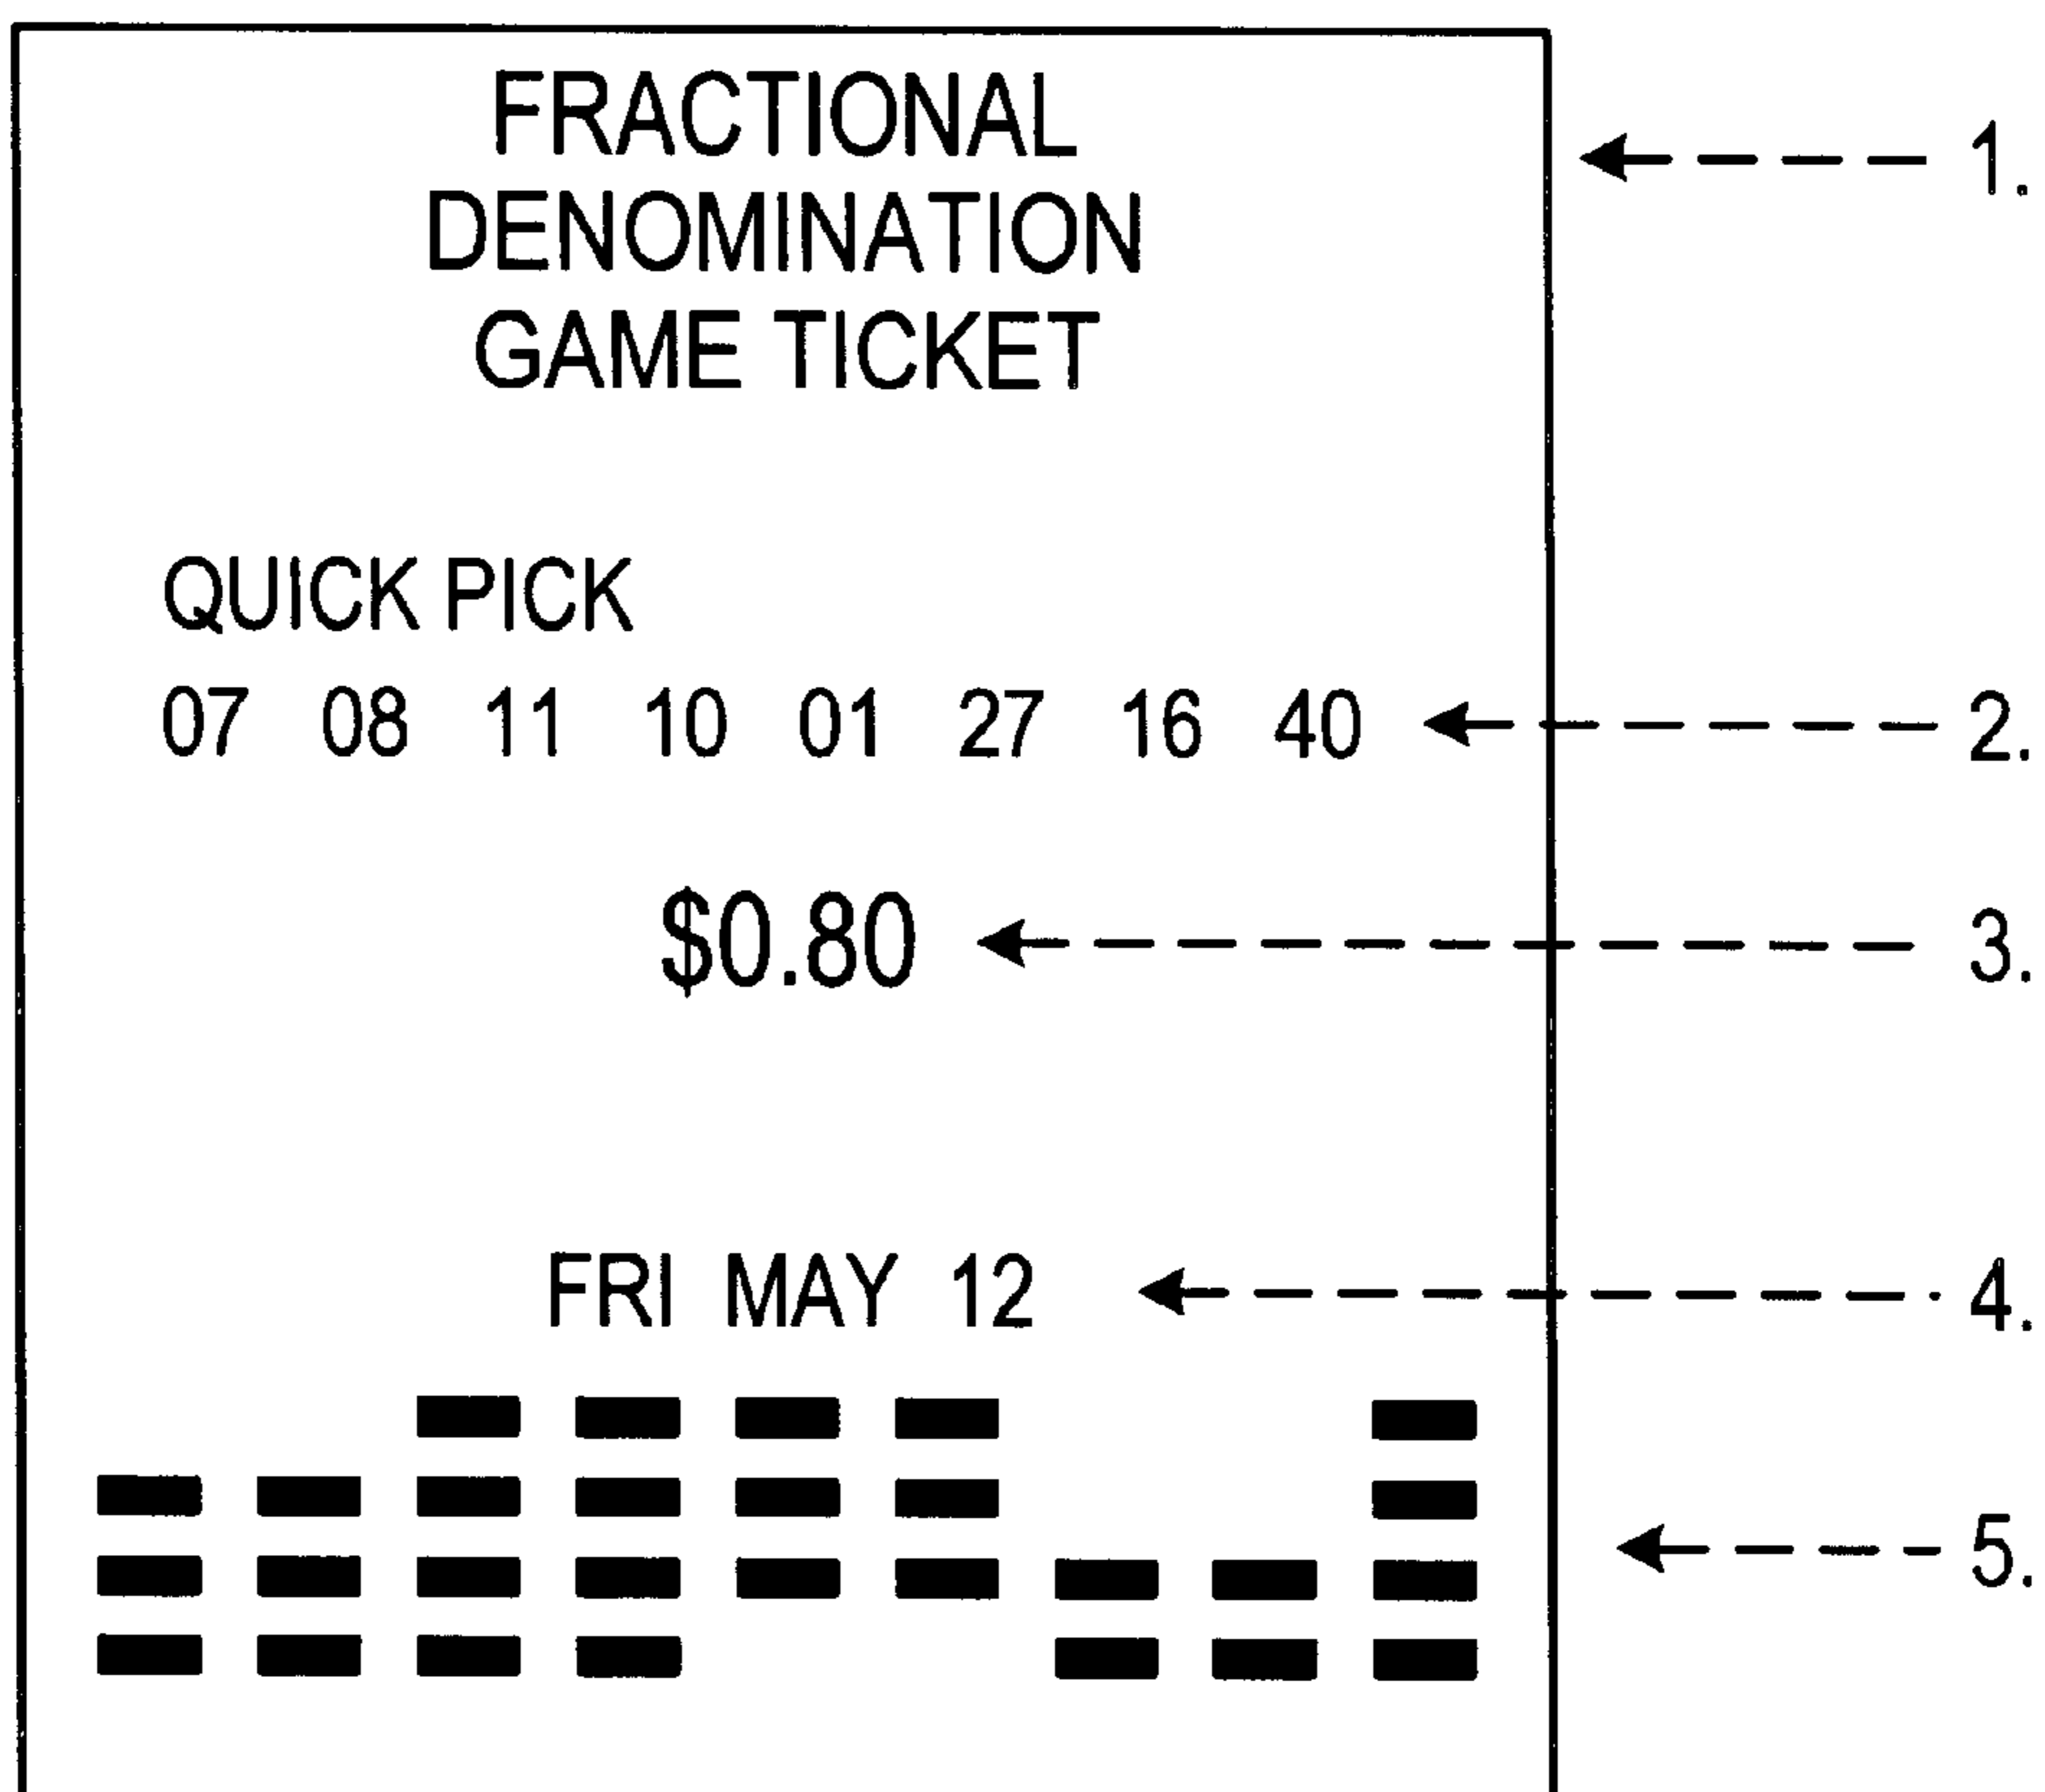 FRACTIONAL
DENOMINATION
GAME TICKET
1.
QUICK PICK
07 08 11 10 01 27 16 40
2.
$0.80
3.
FRI MAY 12
4.
5.